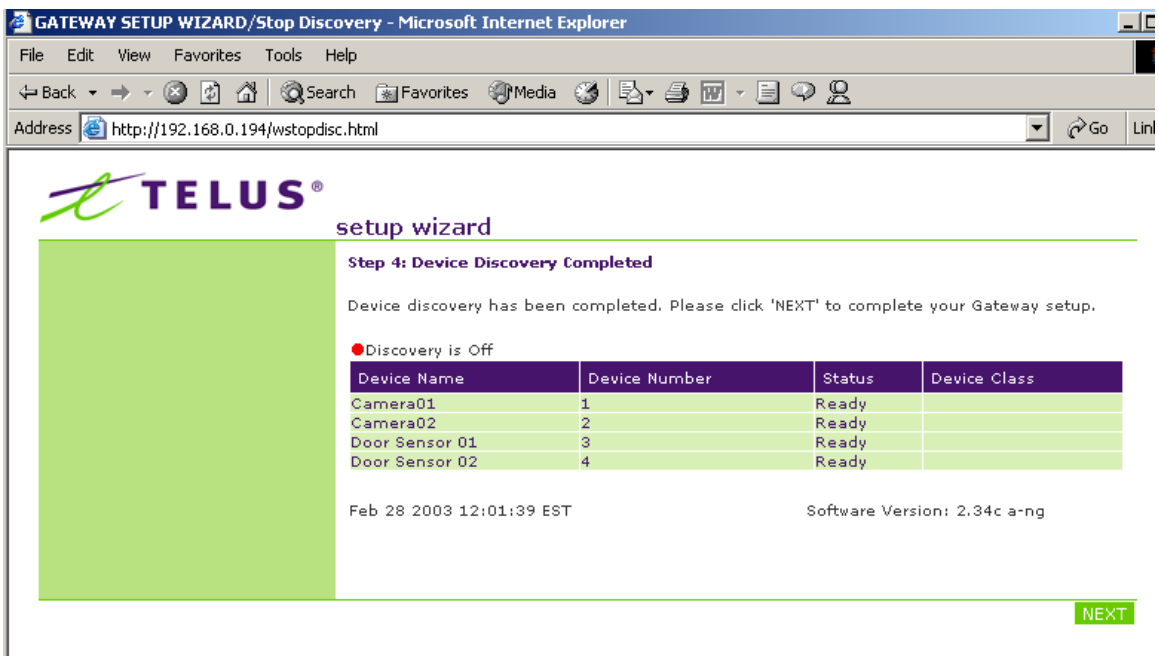 GATEWAY SETUP WIZARD/Stop Discovery - Microsoft Internet Explorer
File Edit View Favorites Tools Help
Back Search Favorites Media
Address http://192.168.0.194/wstopdisc.html Go
TELUS®
setup wizard
Step 4: Device Discovery Completed
Device discovery has been completed. Please click 'NEXT' to complete your Gateway setup.
Discovery is Off
Device Name Device Number Status Device Class
Camera01 1 Ready
Camera02 2 Ready
Door Sensor 01 3 Ready
Door Sensor 02 4 Ready
Feb 28 2003 12:01:39 EST Software Version: 2.34c a-ng
NEXT